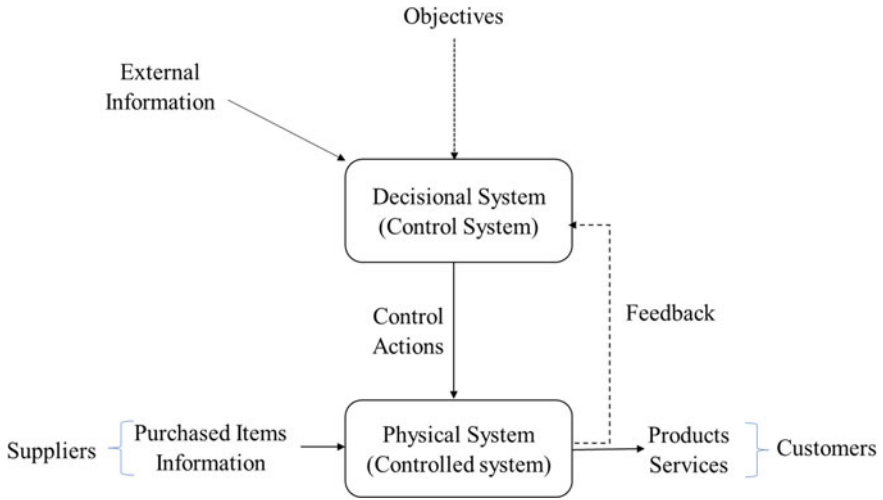 Objectives
External
Information
Decisional System
(Control System)
Control
Actions
Feedback
Suppliers
Purchased Items
Information
Physical System
(Controlled system)
Products
Services
Customers